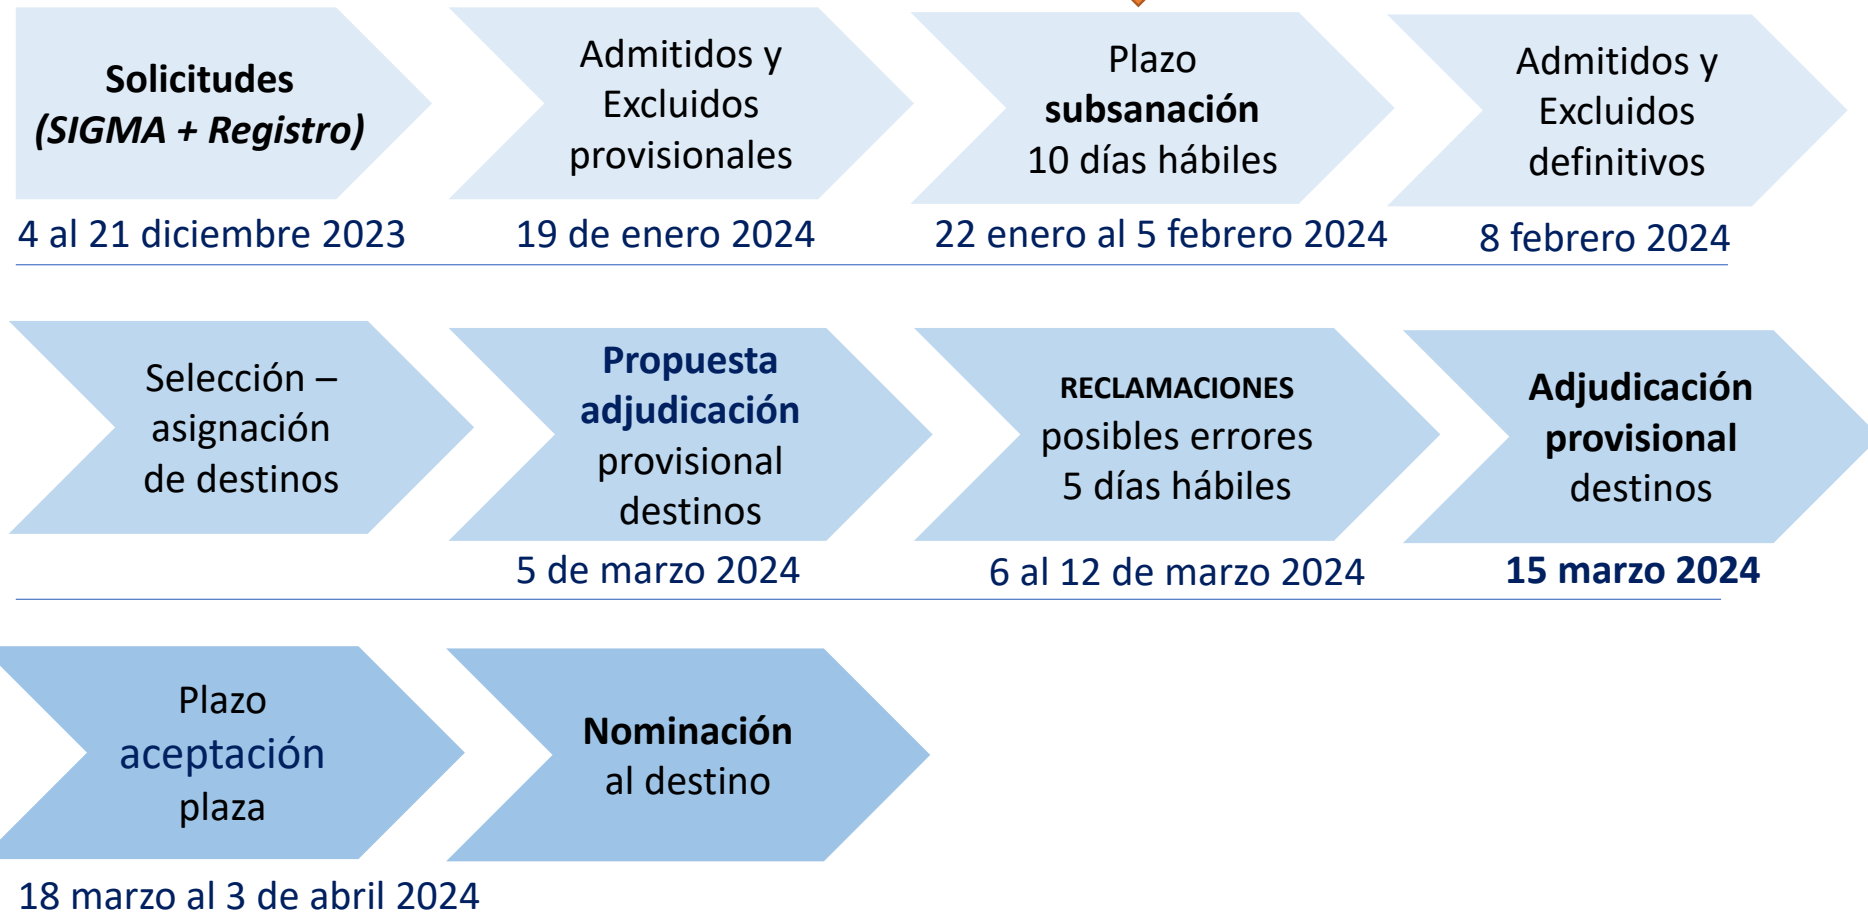 Solicitudes
(SIGMA + Registro)
4 al 21 diciembre 2023
Admitidos y
Excluidos
provisionales
19 de enero 2024
Plazo
subsanación
10 días hábiles
22 enero al 5 febrero 2024
Admitidos y
Excluidos
definitivos
8 febrero 2024
Selección –
asignación
de destinos
Propuesta
adjudicación
provisional
destinos
5 de marzo 2024
RECLAMACIONES
posibles errores
5 días hábiles
6 al 12 de marzo 2024
Adjudicación
provisional
destinos
15 marzo 2024
Plazo
aceptación
plaza
18 marzo al 3 de abril 2024
Nominación
al destino